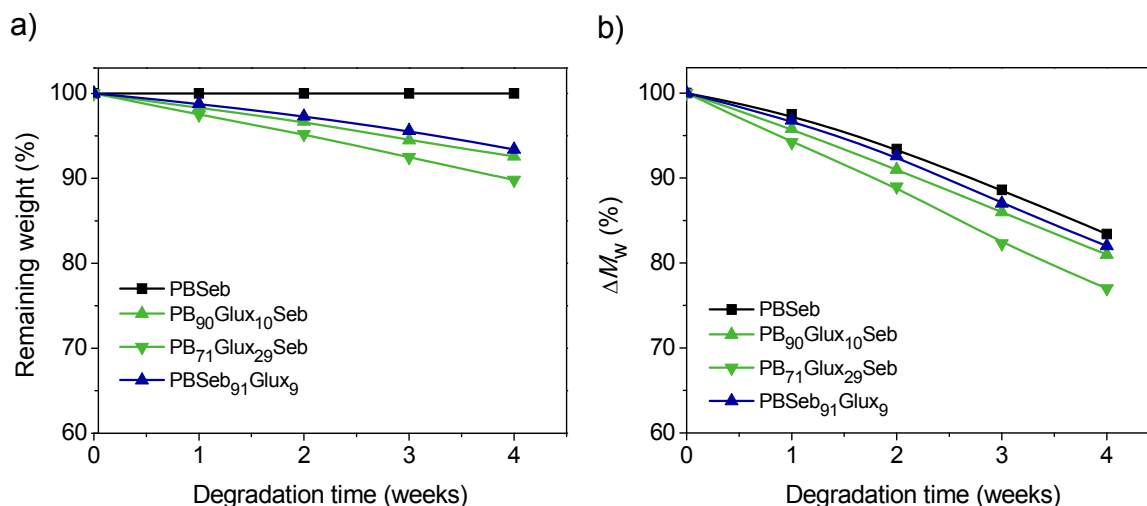 a)
Remaining weight (%)
100
90
80
70
60
0 1 2 3 4
Degradation time (weeks)
PBSeb
PB90Glux10Seb
PB71Glux29Seb
PBSeb91Glux9
b)
ΔMw (%)
100
90
80
70
60
0 1 2 3 4
Degradation time (weeks)
PBSeb
PB90Glux10Seb
PB71Glux29Seb
PBSeb91Glux9